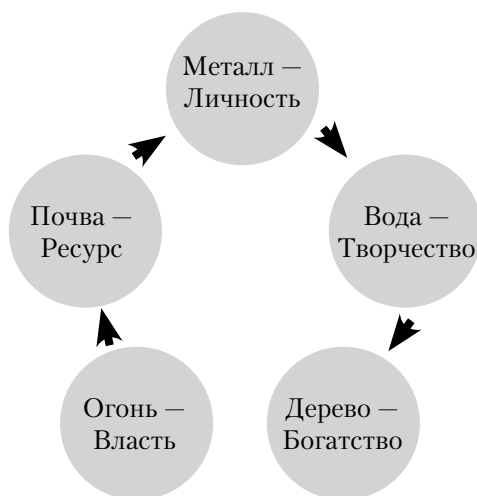 Металл —
Личность
Почва —
Ресурс
Вода —
Творчество
Огонь —
Власть
Дерево —
Богатство